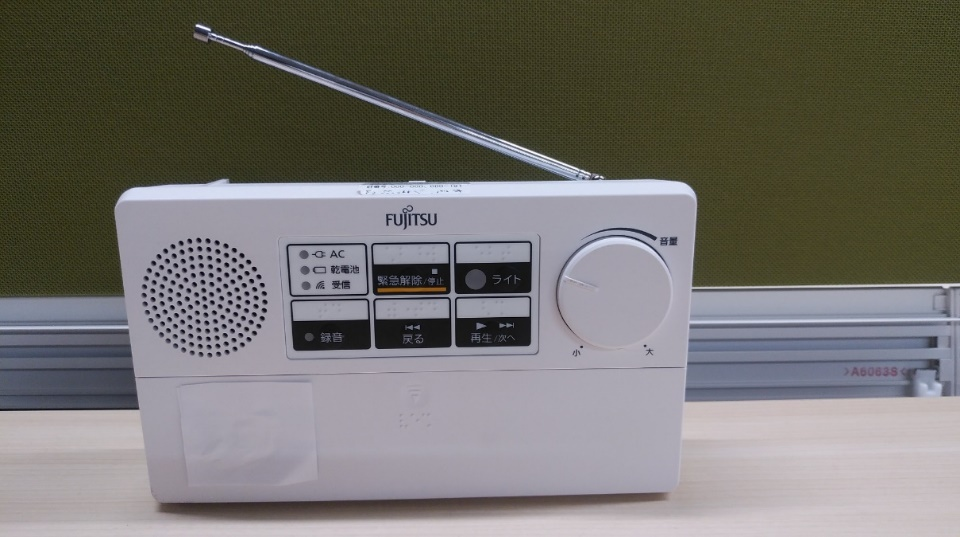 FUJITSU
AC
乾電池
受信
緊急解除/停止
ライト
録音
戻る
再生/次へ
音量
小
大
>A6063S<